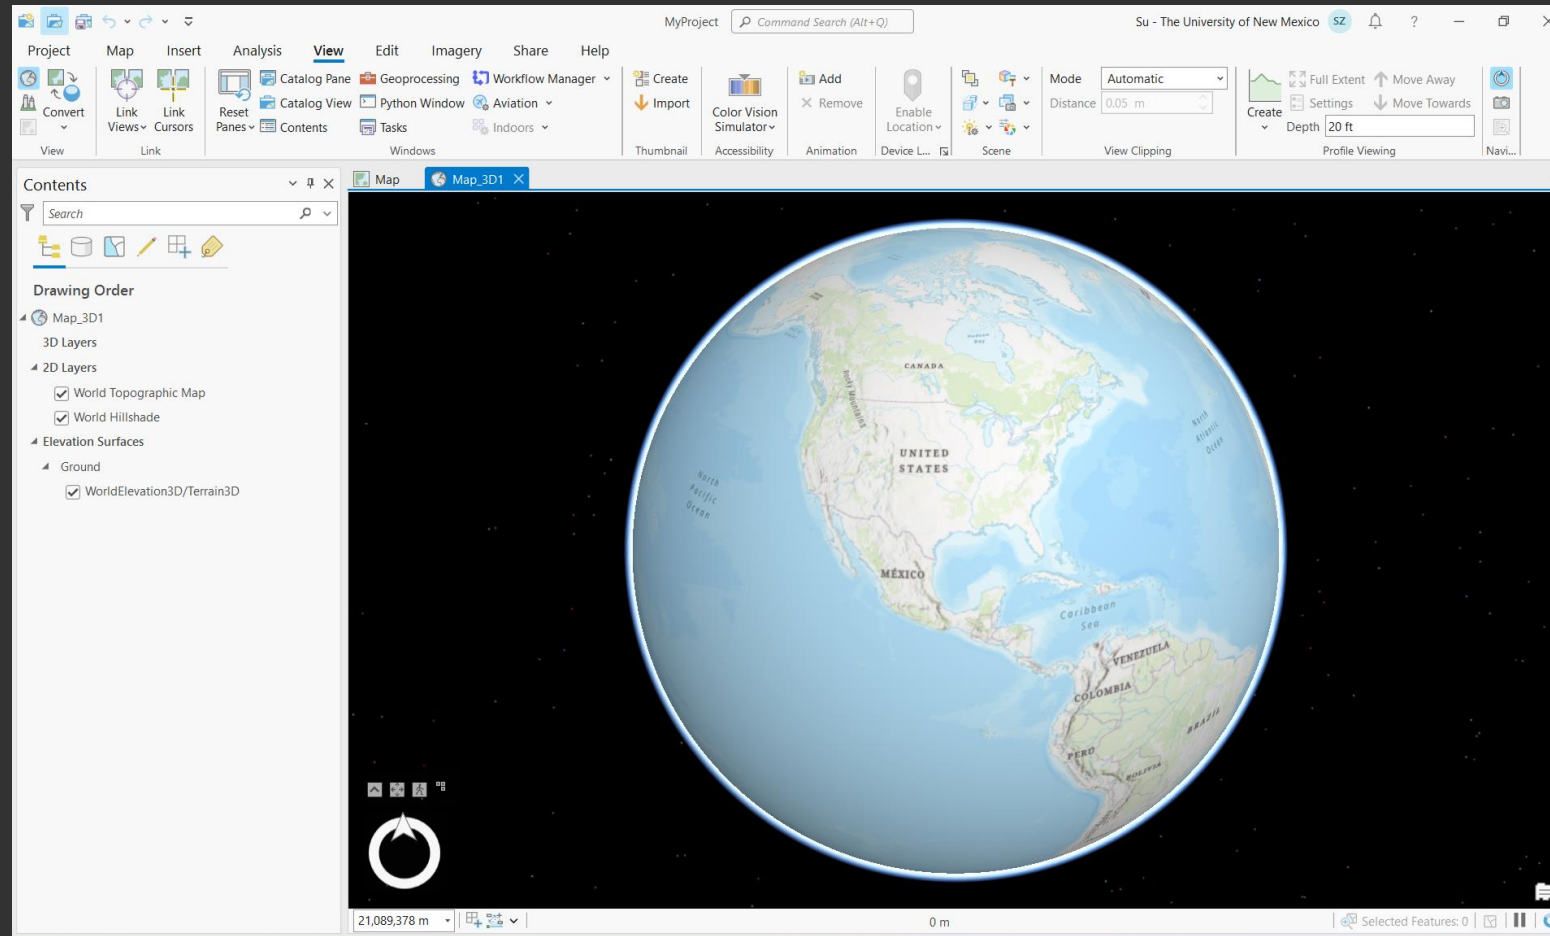 MyProject
Command Search (Alt+Q)
Su - The University of New Mexico
SZ
?
Project Map Insert Analysis View Edit Imagery Share Help
Convert
View
Link Views
Link Cursors
Link
Reset Panes
Catalog Pane
Catalog View
Contents
Geoprocessing
Python Window
Tasks
Workflow Manager
Aviation
Indoors
Windows
Create
Import
Thumbnail
Color Vision Simulator
Accessibility
Add
Remove
Animation
Enable Location
Device L...
Scene
Mode Automatic
Distance 0.05 m
View Clipping
Create
Full Extent
Move Away
Settings
Move Towards
Depth 20 ft
Profile Viewing
Navi...
Contents
Search
Drawing Order
Map_3D1
3D Layers
2D Layers
World Topographic Map
World Hillshade
Elevation Surfaces
Ground
WorldElevation3D/Terrain3D
Map
Map_3D1
Hudson
Bay
CANADA
Rocky Mountains
North
Atlantic
Ocean
UNITED
STATES
North
Pacific
Ocean
MÉXICO
Caribbean
Sea
VENEZUELA
COLOMBIA
BRAZIL
PERÚ
BOLIVIA
21,089,378 m
0 m
Selected Features: 0